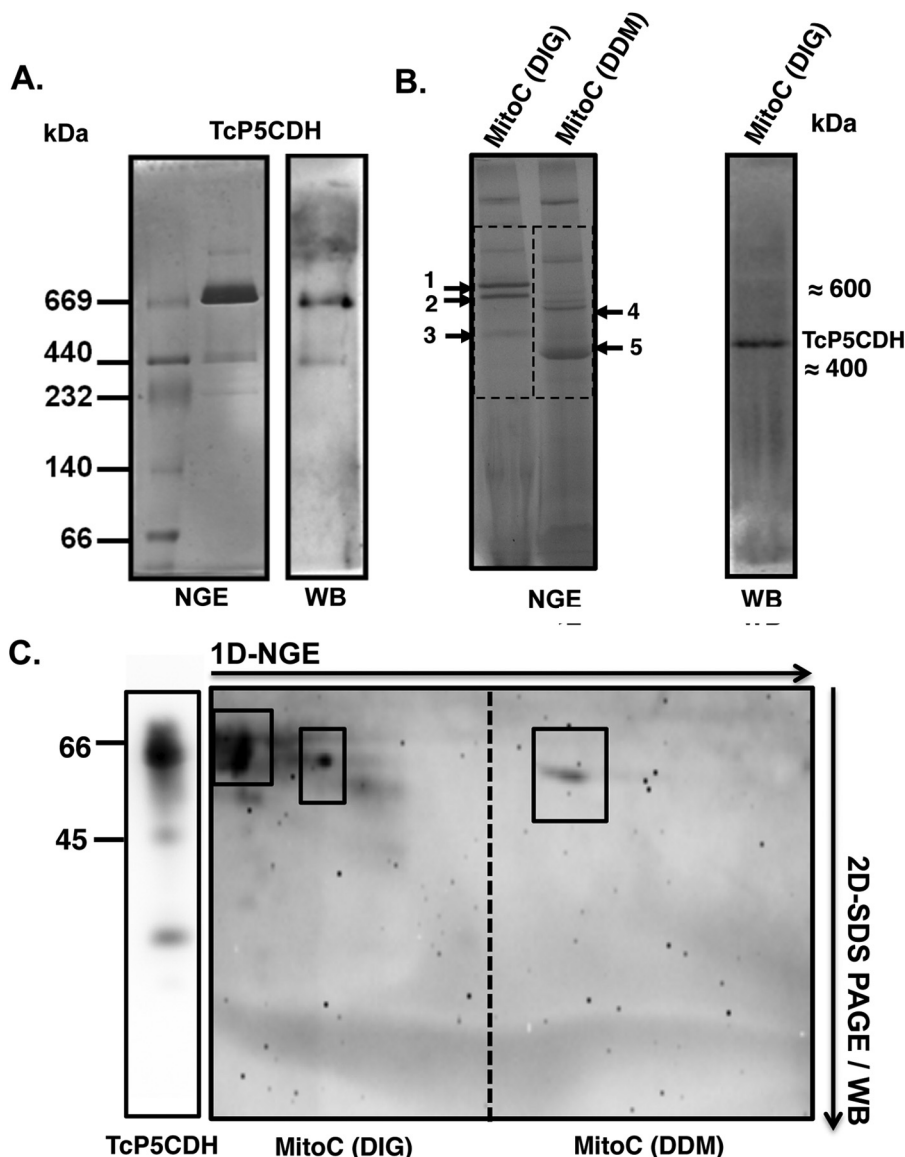 A.
kDa
TcP5CDH
669
440
232
140
66
NGE
WB
B.
MitoC (DIG)
MitoC (DDM)
MitoC (DIG)
kDa
1
2
3
4
5
≈ 600
TcP5CDH
≈ 400
NGE
WB
C.
1D-NGE
66
45
2D-SDS PAGE / WB
TcP5CDH
MitoC (DIG)
MitoC (DDM)